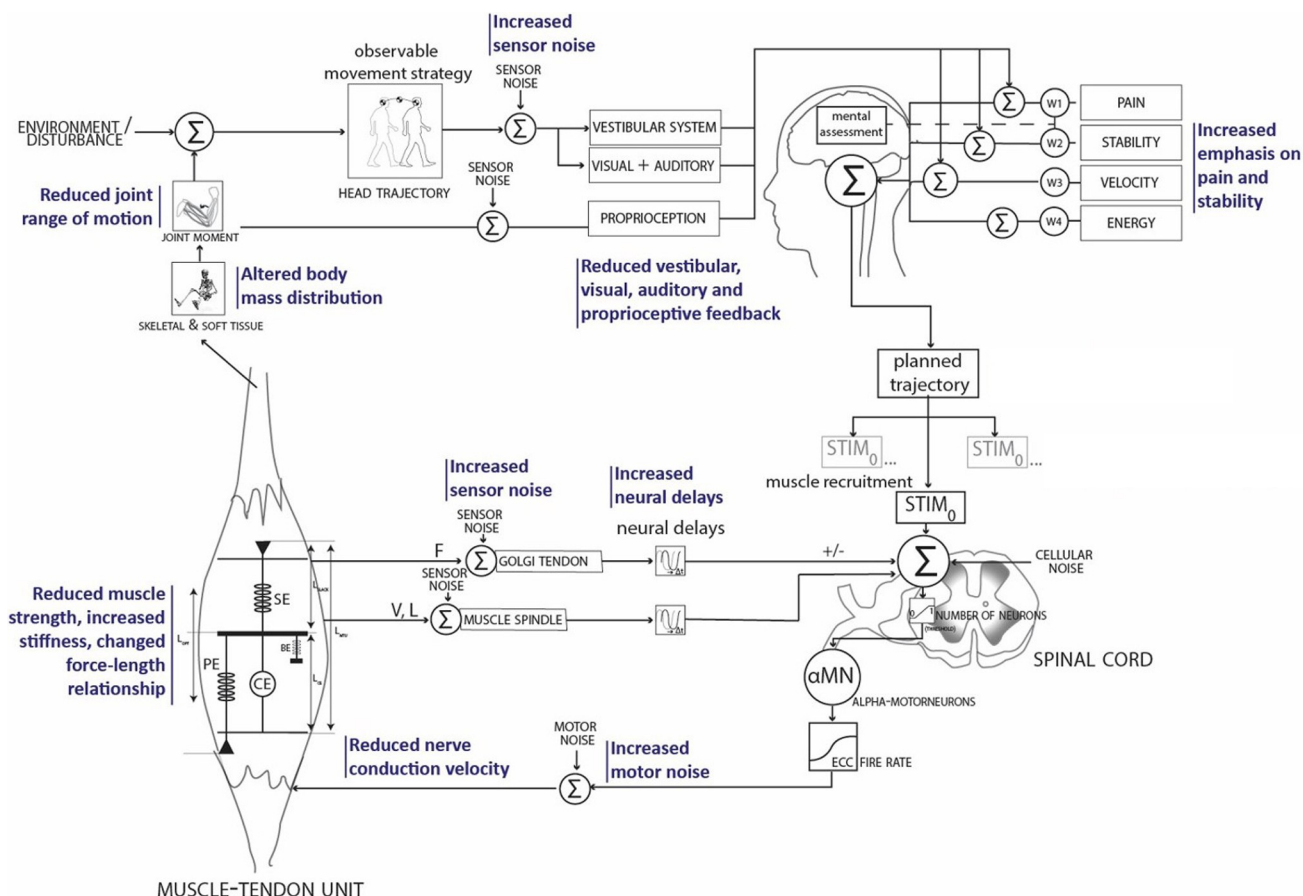 Increased
sensor noise
observable
movement strategy
SENSOR
NOISE
ENVIRONMENT /
DISTURBANCE
Σ
Σ
VESTIBULAR SYSTEM
VISUAL + AUDITORY
HEAD TRAJECTORY
SENSOR
NOISE
Σ
PROPRIOCEPTION
Reduced joint
range of motion
JOINT MOMENT
Altered body
mass distribution
SKELETAL & SOFT TISSUE
Reduced vestibular,
visual, auditory and
proprioceptive feedback
mental
assessment
Σ
Σ
W1
PAIN
Σ
W2
STABILITY
Σ
W3
VELOCITY
Σ
W4
ENERGY
Increased
emphasis on
pain and
stability
planned
trajectory
STIM0...
STIM0...
muscle recruitment
STIM0
Increased
sensor noise
Increased
neural delays
SENSOR
NOISE
neural delays
F
Σ
GOLGI TENDON
Δt
+/-
Σ
CELLULAR
NOISE
SENSOR
NOISE
V, L
Σ
MUSCLE SPINDLE
Δt
0
1
NUMBER OF NEURONS
(THRESHOLD)
SPINAL CORD
αMN
ALPHA-MOTORNEURONS
ECC
FIRE RATE
Reduced muscle
strength, increased
stiffness, changed
force-length
relationship
SE
PE
BE
CE
Reduced nerve
conduction velocity
MOTOR
NOISE
Σ
Increased
motor noise
MUSCLE-TENDON UNIT